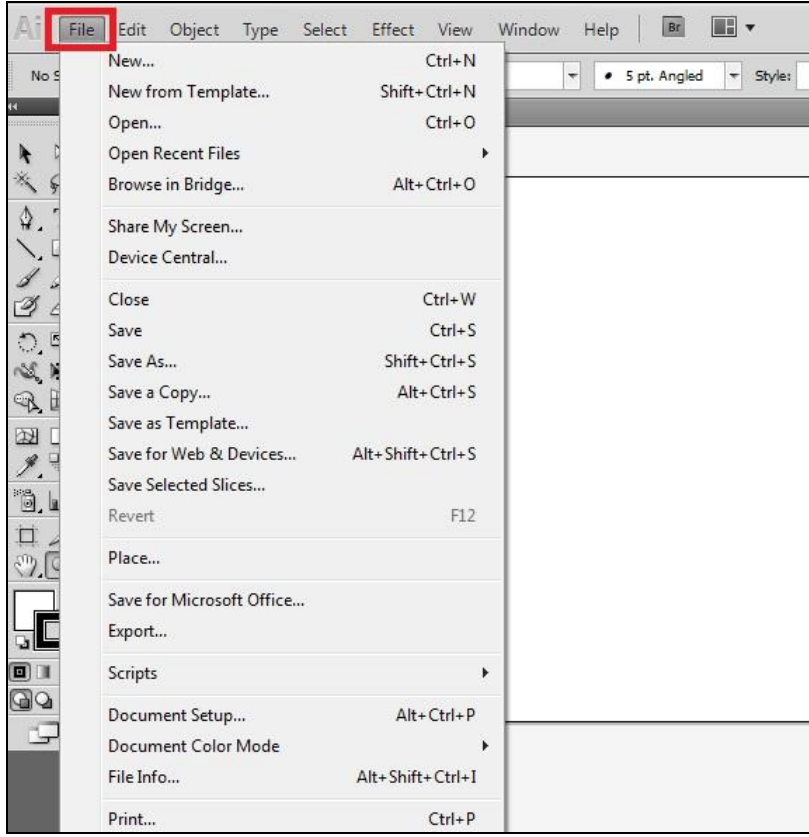 Ai File Edit Object Type Select Effect View Window Help Br
No S 5 pt. Angled Style:
New... Ctrl+N
New from Template... Shift+Ctrl+N
Open... Ctrl+O
Open Recent Files
Browse in Bridge... Alt+Ctrl+O
Share My Screen...
Device Central...
Close Ctrl+W
Save Ctrl+S
Save As... Shift+Ctrl+S
Save a Copy... Alt+Ctrl+S
Save as Template...
Save for Web & Devices... Alt+Shift+Ctrl+S
Save Selected Slices...
Revert F12
Place...
Save for Microsoft Office...
Export...
Scripts
Document Setup... Alt+Ctrl+P
Document Color Mode
File Info... Alt+Shift+Ctrl+I
Print... Ctrl+P